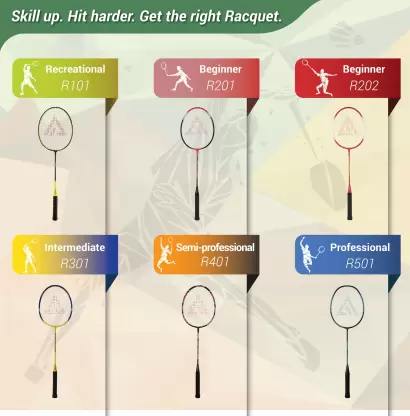 Skill up. Hit harder. Get the right Racquet.
Recreational
R101
Beginner
R201
Beginner
R202
Intermediate
R301
Semi-professional
R401
Professional
R501